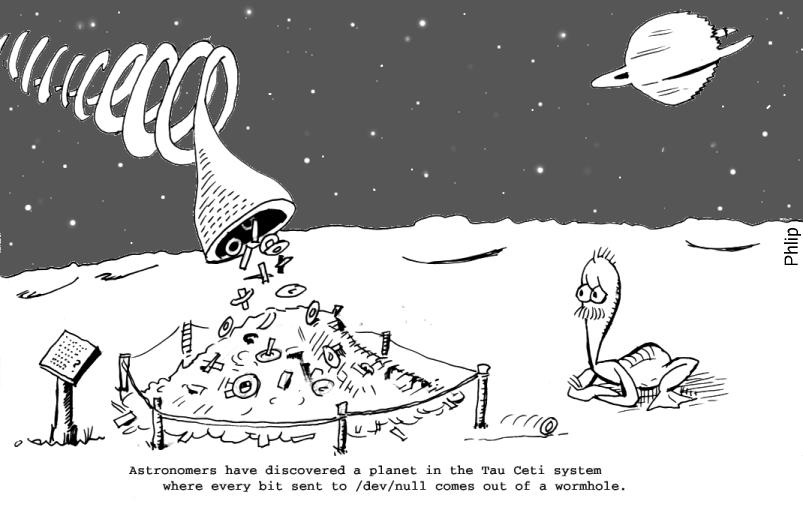 Phlip
Astronomers have discovered a planet in the Tau Ceti system
where every bit sent to /dev/null comes out of a wormhole.